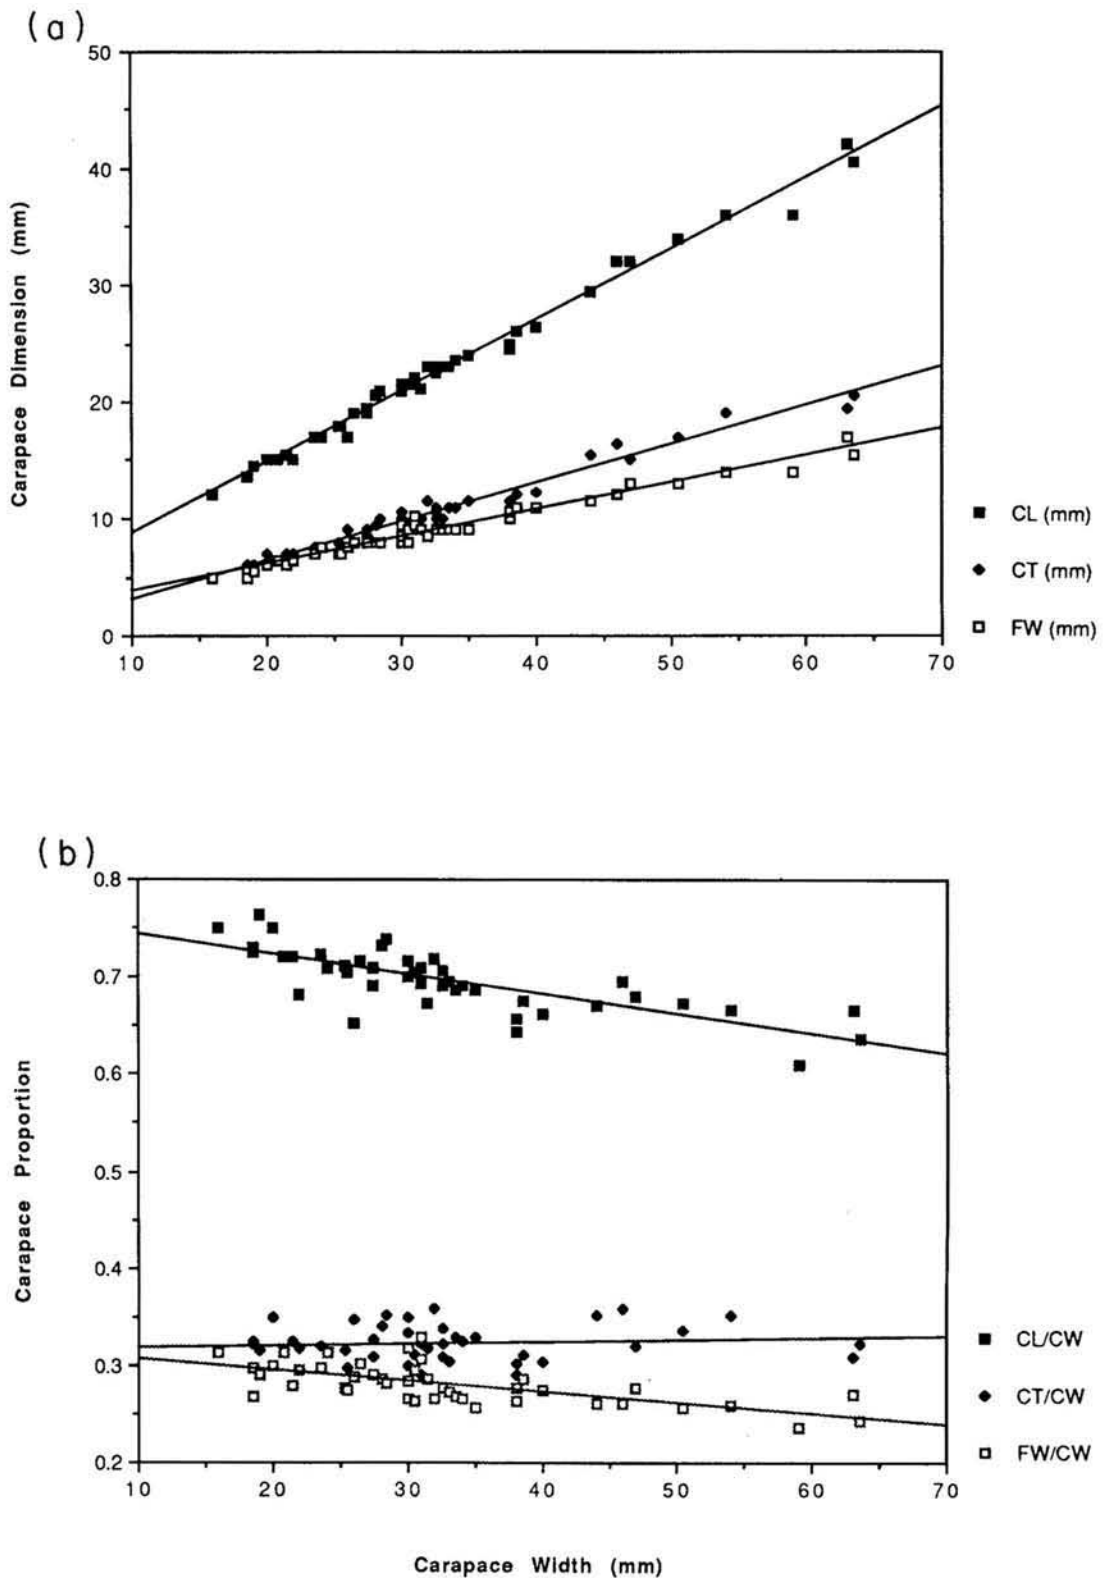 (a)
50
40
30
20
10
0
Carapace Dimension (mm)
10 20 30 40 50 60 70
CL (mm)
CT (mm)
FW (mm)
(b)
0.8
0.7
0.6
0.5
0.4
0.3
0.2
Carapace Proportion
10 20 30 40 50 60 70
CL/CW
CT/CW
FW/CW
Carapace Width (mm)